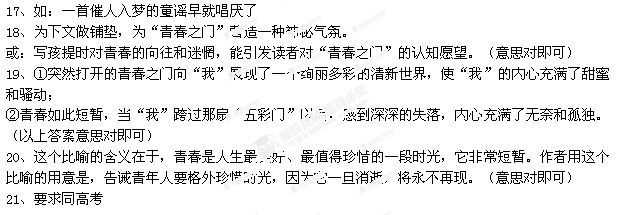 17、如：一首催人入梦的童谣早就唱厌了
18、为下文做铺垫，为“青春之门”营造一种神秘气氛。
或：写孩提时对青春的向往和迷惘，能引发读者对“青春之门”的认知愿望。（意思对即可）
19、①突然打开的青春之门向“我”展现了一个绚丽多彩的清新世界，使“我”的内心充满了甜蜜
和骚动；
②青春如此短暂，当“我”跨过那扇“五彩门”以后，感到深深的失落，内心充满了无奈和孤独。
（以上答案意思对即可）
20、这个比喻的含义在于，青春是人生最美好、最值得珍惜的一段时光，它非常短暂。作者用这个
比喻的用意是，告诫青年人要格外珍惜时光，因为它一旦消逝，将永不再现。（意思对即可）
21、要求同高考